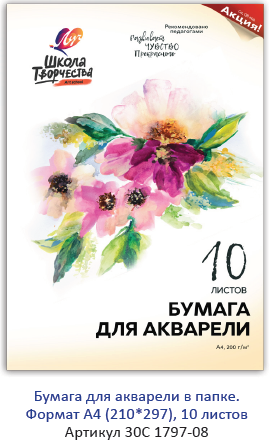 Луч
Школа
Творчества
Рекомендовано
педагогами
Развиваем
ЧУВСТВО
Прекрасного
Акция!
10
ЛИСТОВ
БУМАГА
ДЛЯ АКВАРЕЛИ
А4, 200 г/м²
Бумага для акварели в папке.
Формат А4 (210*297), 10 листов
Артикул 30С 1797-08